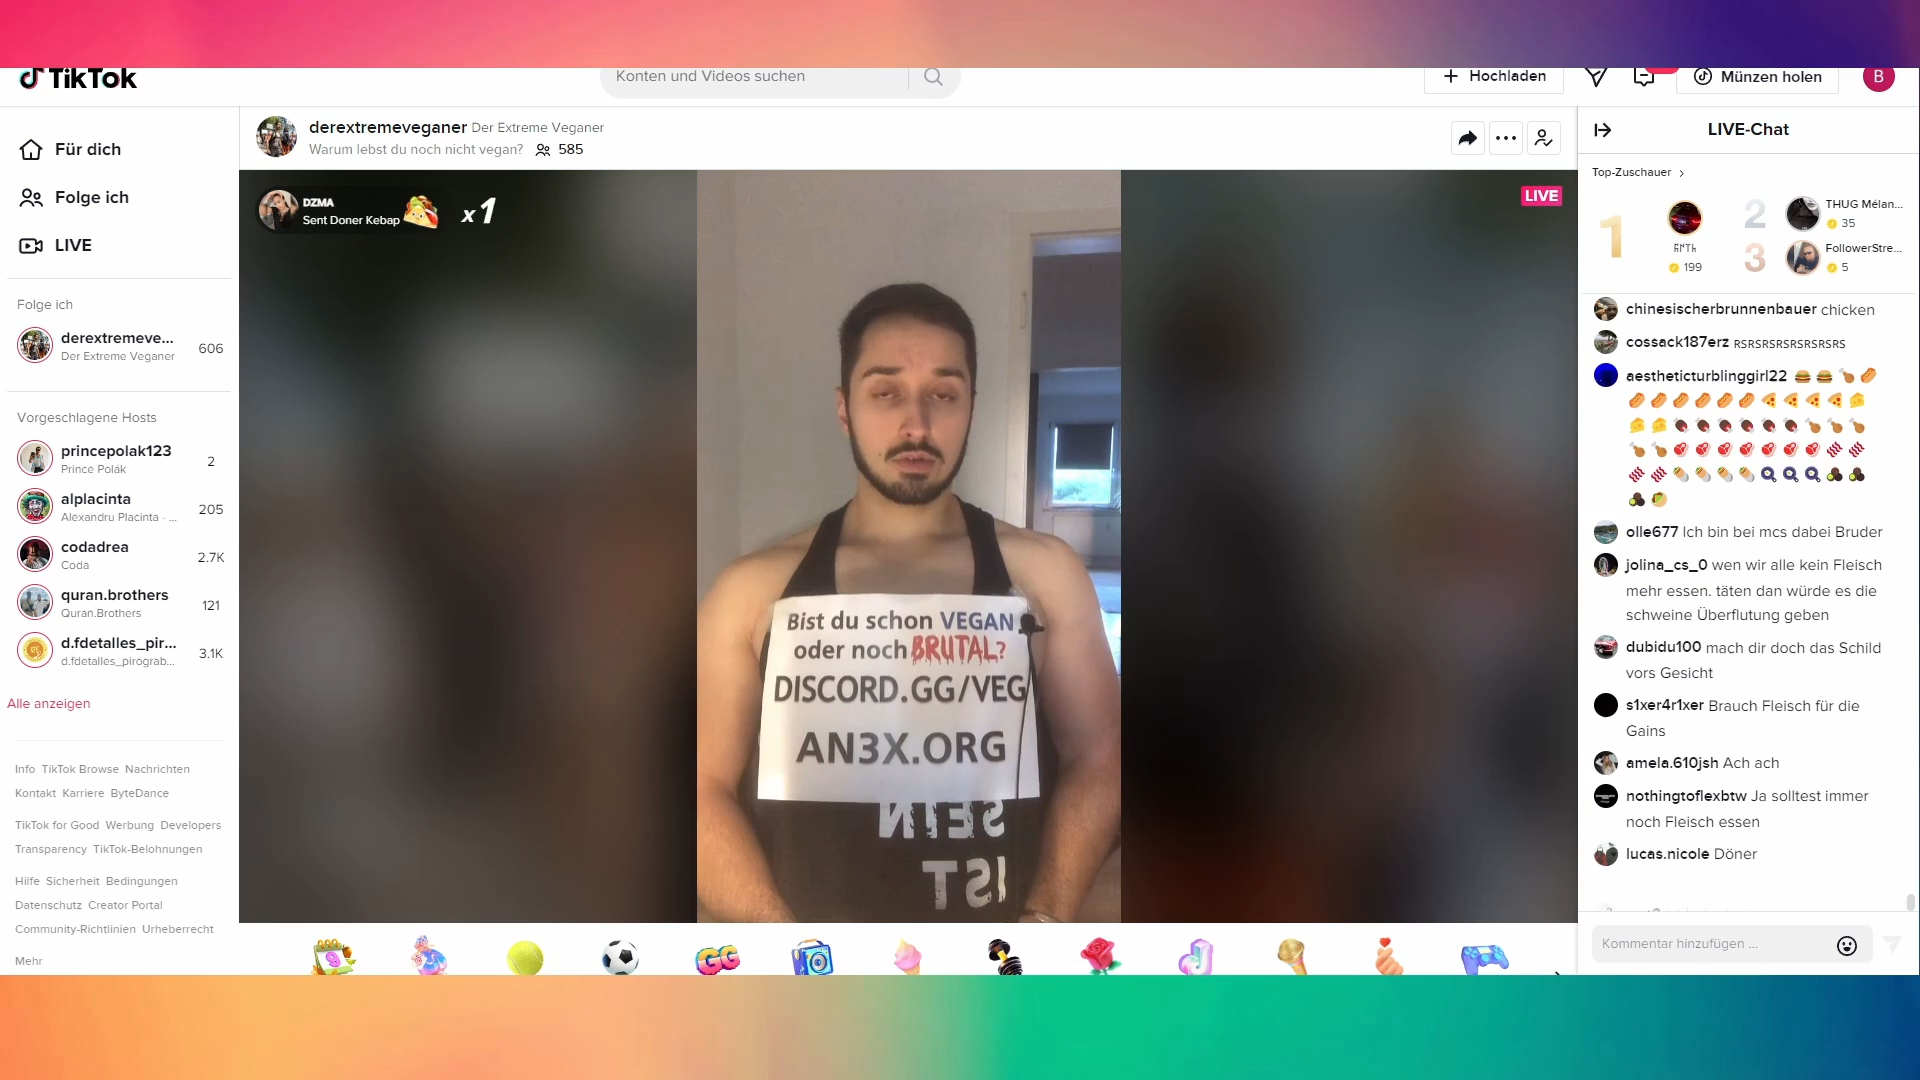 TikTok
Konten und Videos suchen
Hochladen
Münzen holen
B
Für dich
Folge ich
LIVE
Folge ich
derextremeve...
Der Extreme Veganer
606
Vorgeschlagene Hosts
princepolak123
Prince Polák
2
alplacinta
Alexandru Placinta - ...
205
codadrea
Coda
2.7K
quran.brothers
Quran.Brothers
121
d.fdetalles_pir...
d.fdetalles_pirograb...
3.1K
Alle anzeigen
Info TikTok Browse Nachrichten
Kontakt Karriere ByteDance
TikTok for Good Werbung Developers
Transparency TikTok-Belohnungen
Hilfe Sicherheit Bedingungen
Datenschutz Creator Portal
Community-Richtlinien Urheberrecht
Mehr
derextremeveganer Der Extreme Veganer
Warum lebst du noch nicht vegan? 585
DZMA
Sent Doner Kebap
x1
LIVE
Bist du schon VEGAN
oder noch BRUTAL?
DISCORD.GG/VEG
AN3X.ORG
SEIN
IST
9
GG
LIVE-Chat
Top-Zuschauer
1
199
2
THUG Mélan...
35
3
FollowerStre...
5
chinesischerbrunnenbauer chicken
cossack187erz RSRSRSRSRSRSRSRS
aestheticturblinggirl22
olle677 Ich bin bei mcs dabei Bruder
jolina_cs_0 wen wir alle kein Fleisch
mehr essen. täten dan würde es die
schweine Überflutung geben
dubidu100 mach dir doch das Schild
vors Gesicht
s1xer4r1xer Brauch Fleisch für die
Gains
amela.610jsh Ach ach
nothingtoflexbtw Ja solltest immer
noch Fleisch essen
lucas.nicole Döner
Kommentar hinzufügen ...